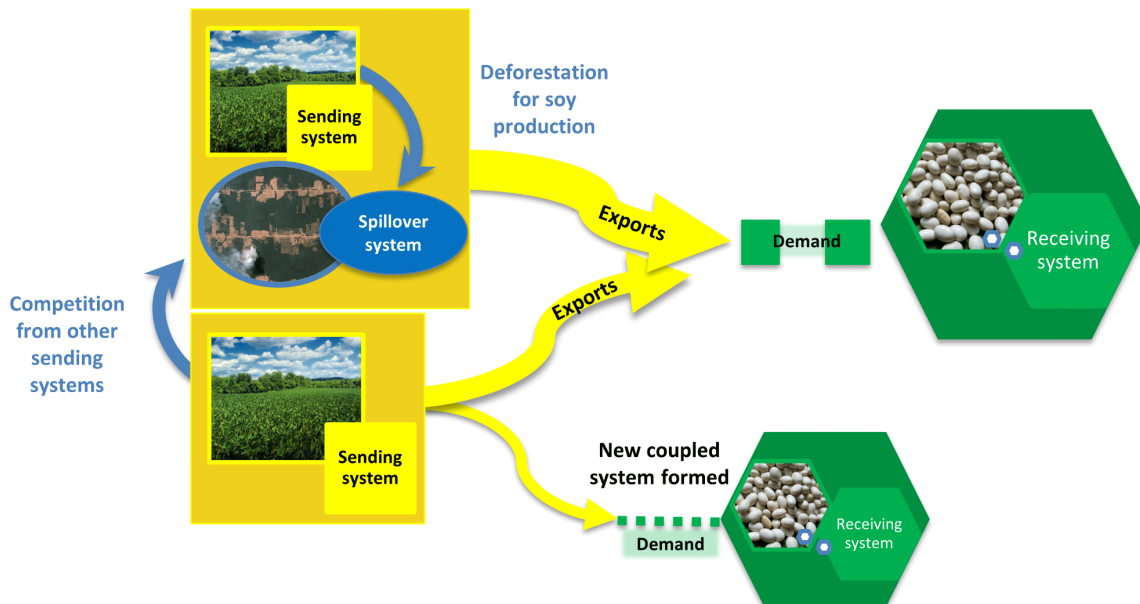 Sending
system
Deforestation
for soy
production
Spillover
system
Exports
Demand
Receiving
system
Competition
from other
sending
systems
Exports
Sending
system
New coupled
system formed
Demand
Receiving
system